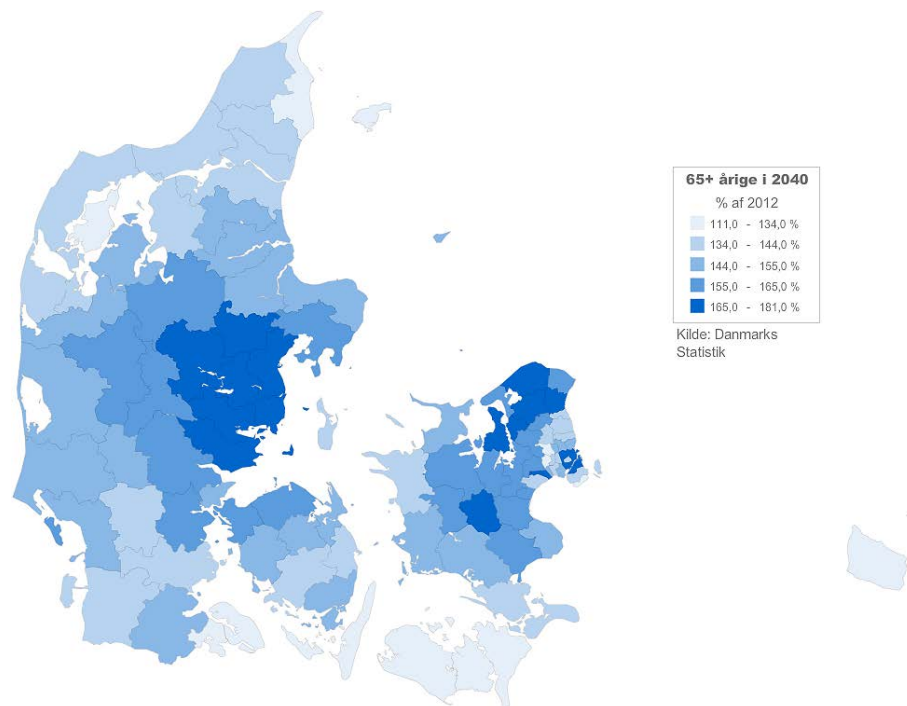 65+ årige i 2040
% af 2012
111,0 - 134,0 %
134,0 - 144,0 %
144,0 - 155,0 %
155,0 - 165,0 %
165,0 - 181,0 %
Kilde: Danmarks
Statistik